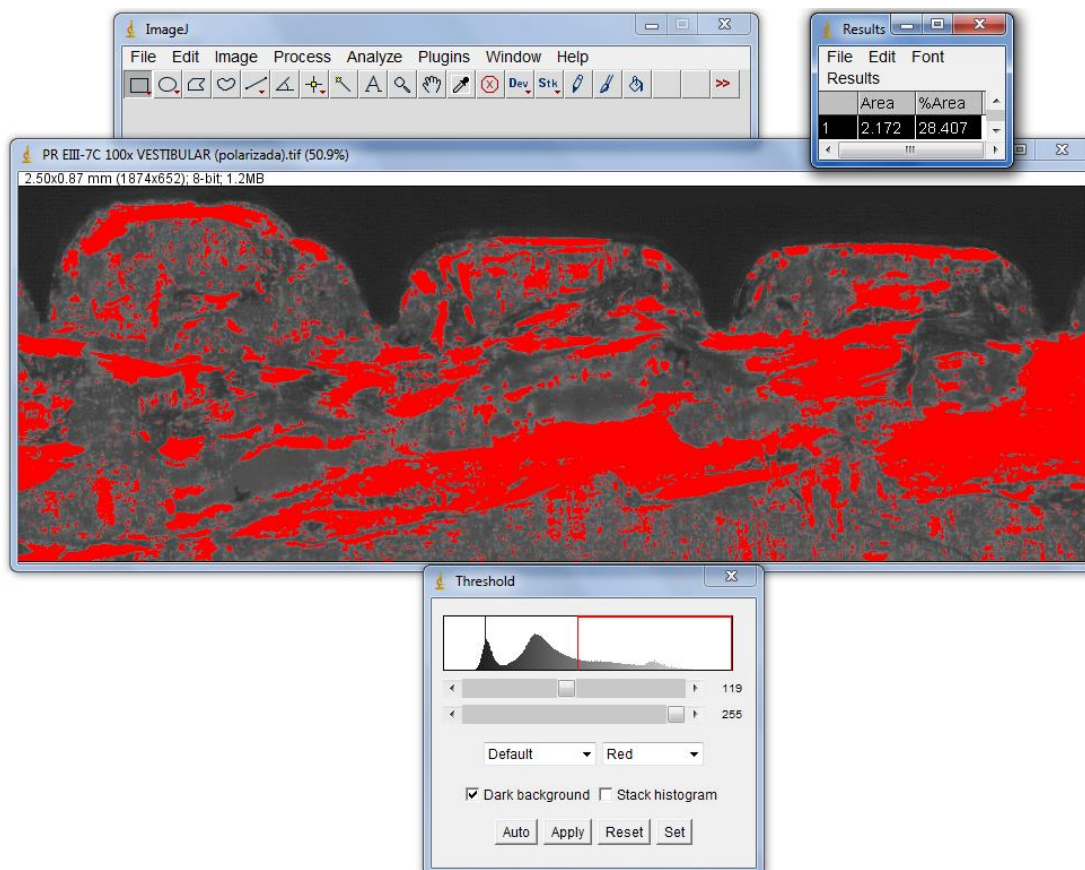 ImageJ
File Edit Image Process Analyze Plugins Window Help
Dev Stk >>
Results
File Edit Font
Results
Area %Area
1 2.172 28.407
PR EIII-7C 100x VESTIBULAR (polarizada).tif (50.9%)
2.50x0.87 mm (1874x652); 8-bit; 1.2MB
Threshold
119
255
Default Red
Dark background Stack histogram
Auto Apply Reset Set